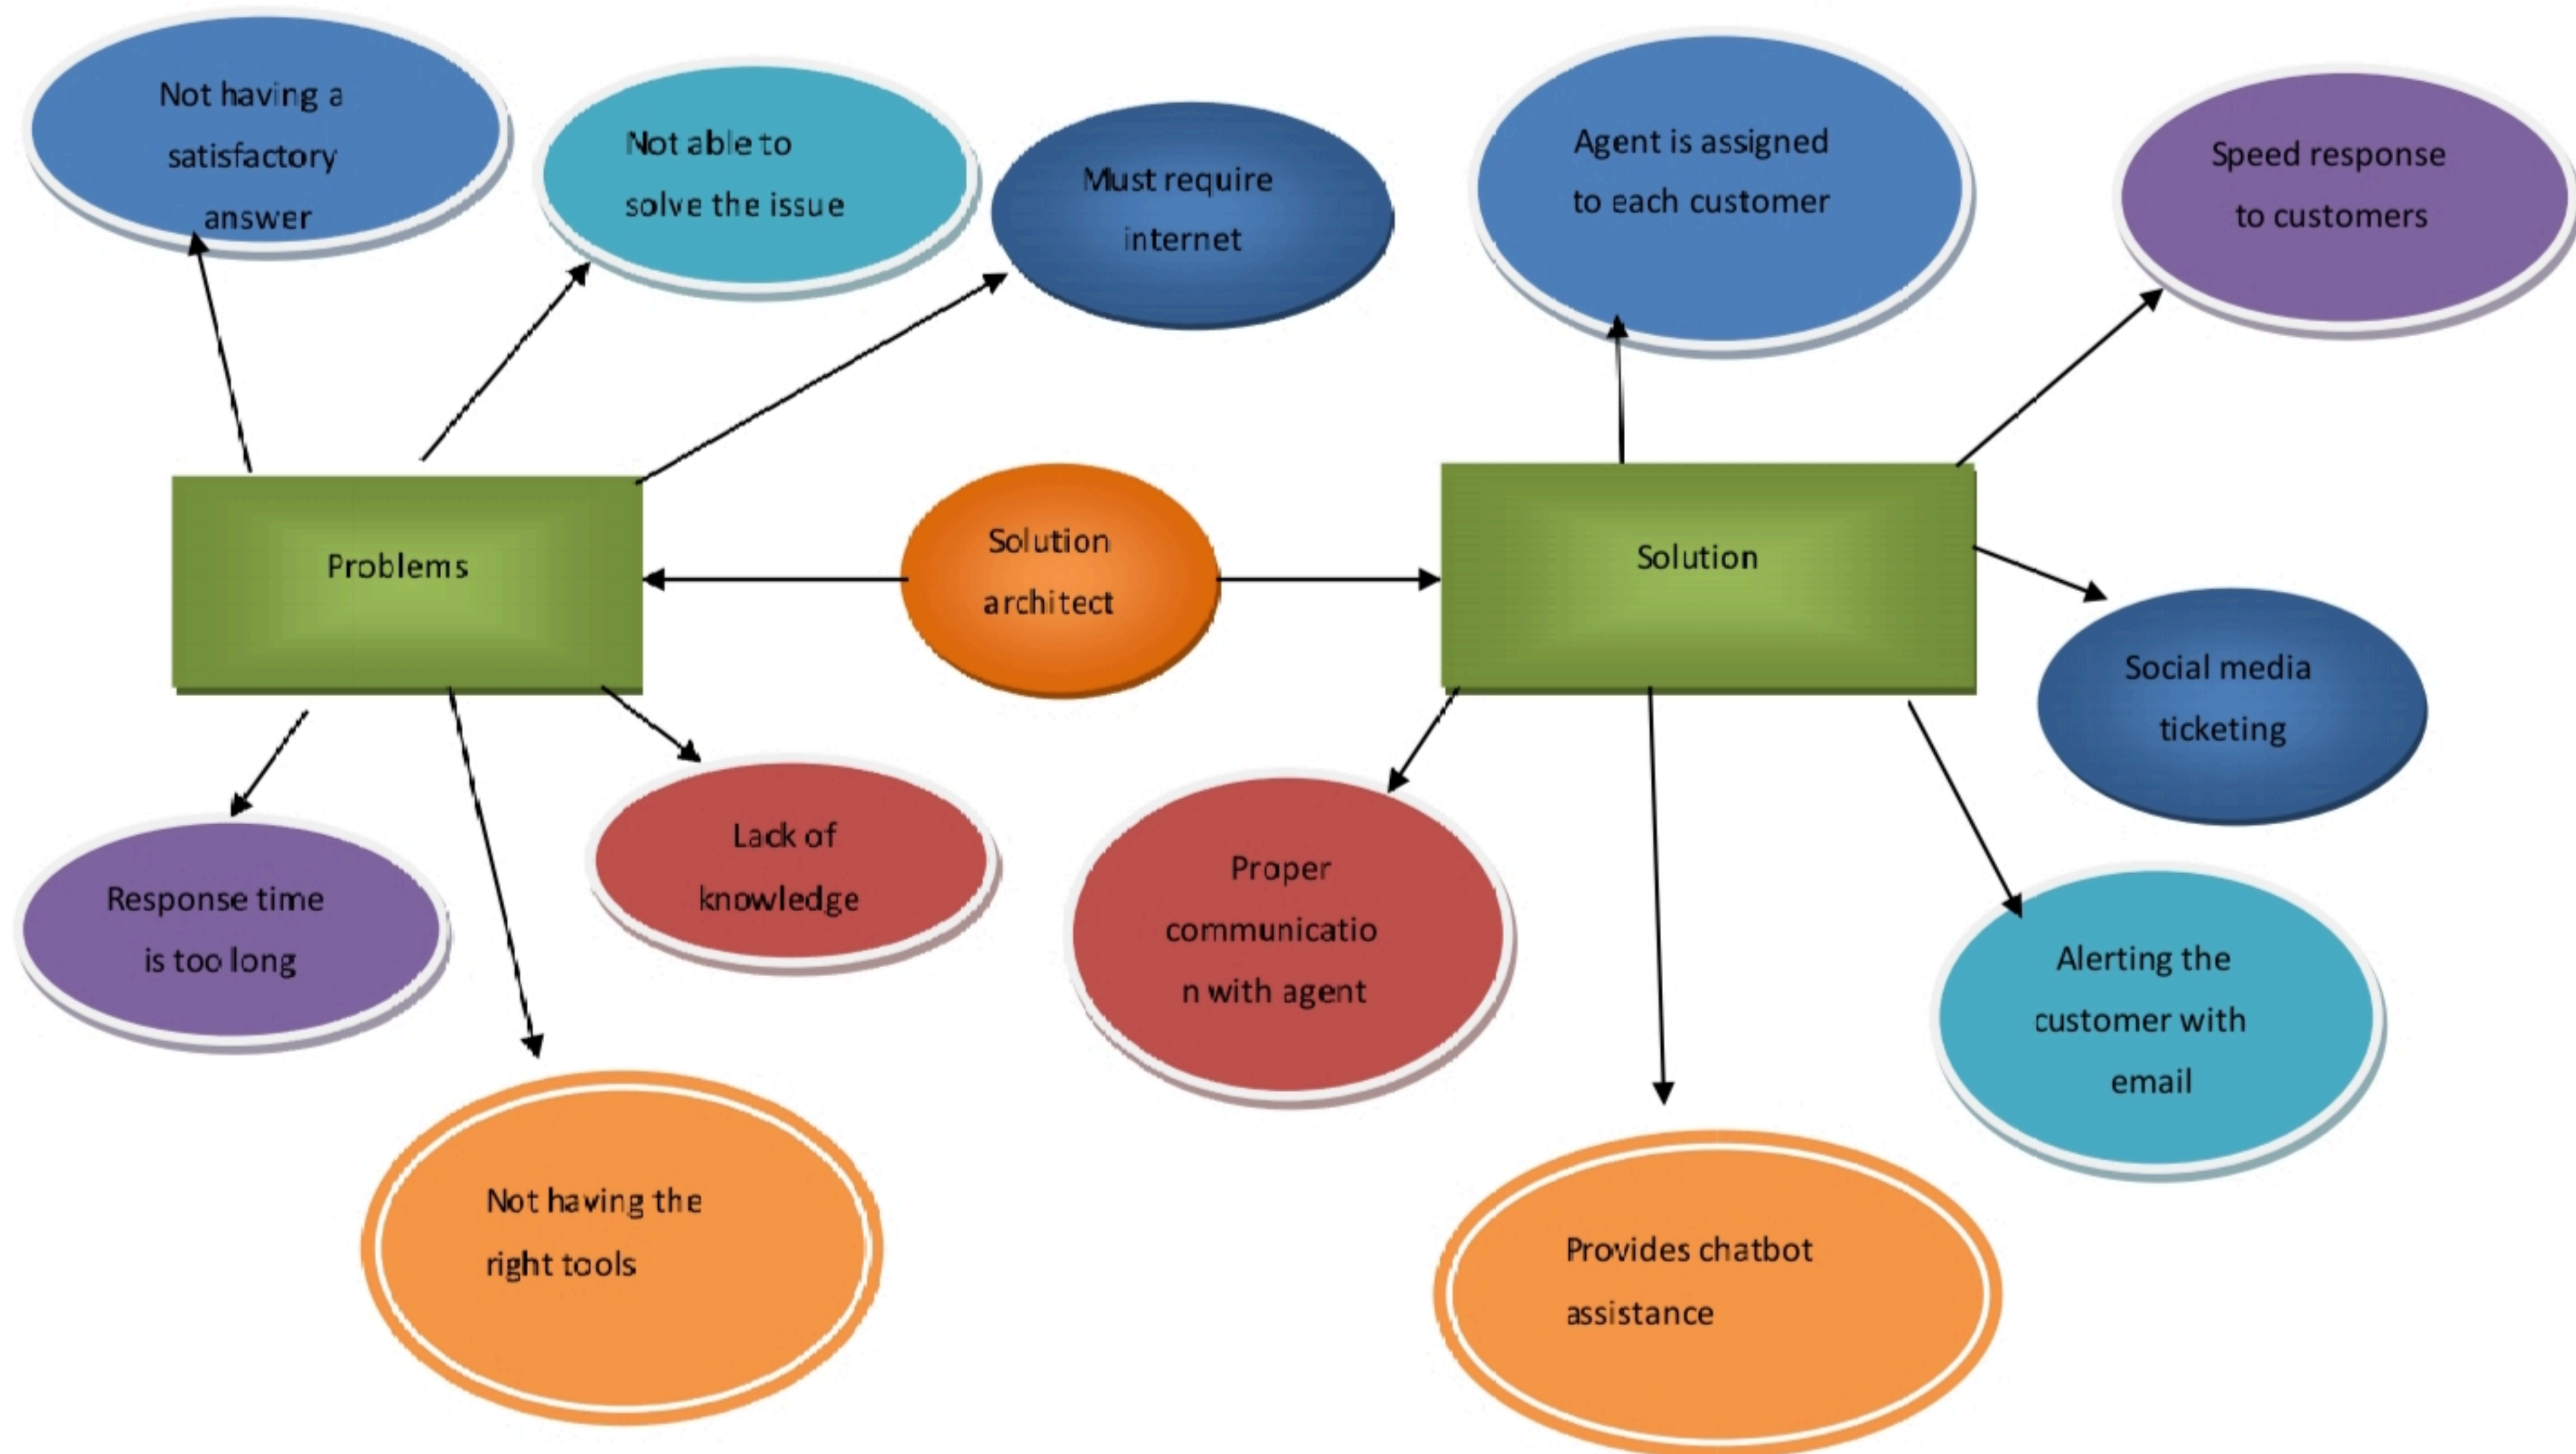 Not having a
satisfactory
answer
Not able to
solve the issue
Must require
internet
Agent is assigned
to each customer
Speed response
to customers
Problems
Solution
architect
Solution
Social media
ticketing
Response time
is too long
Lack of
knowledge
Proper
communicatio
n with agent
Alerting the
customer with
email
Not having the
right tools
Provides chatbot
assistance